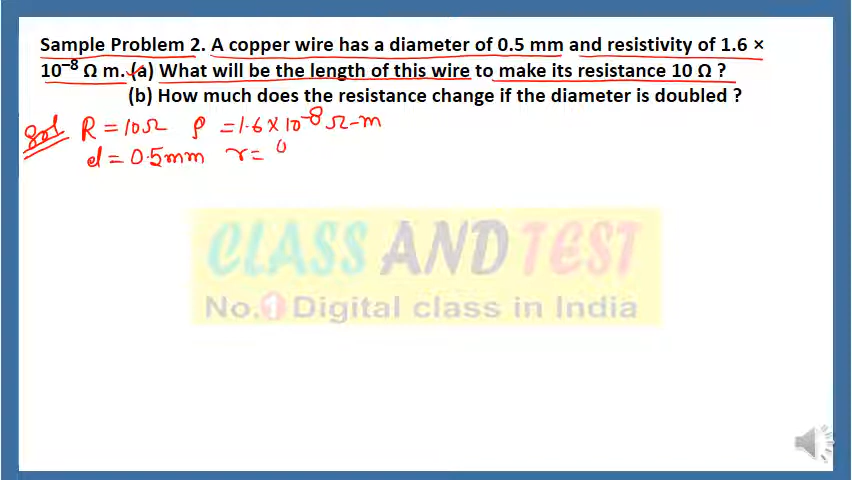 Sample Problem 2. A copper wire has a diameter of 0.5 mm and resistivity of 1.6 ×
10⁻⁸ Ω m. (a) What will be the length of this wire to make its resistance 10 Ω ?
(b) How much does the resistance change if the diameter is doubled ?
Sol R = 10Ω ρ = 1.6 × 10⁻⁸ Ω-m
d = 0.5mm r = 0
CLASS AND TEST
No.1 Digital class in India